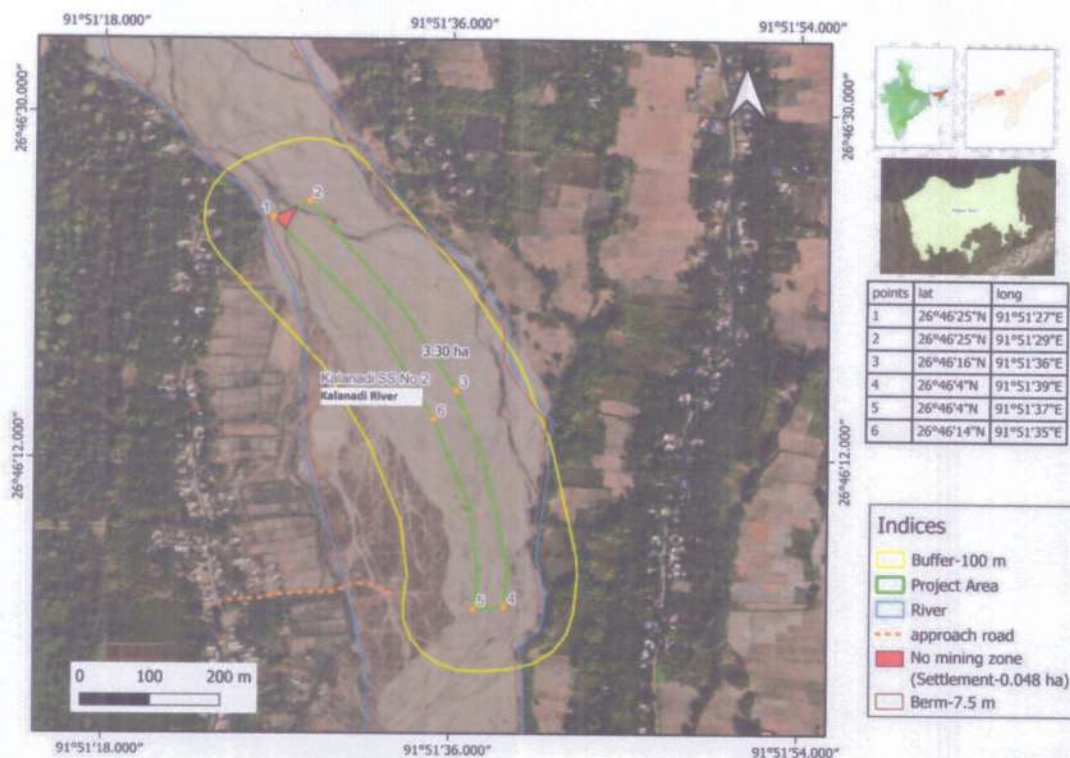 91°51'18.000" 91°51'36.000" 91°51'54.000"
26°46'30.000" 26°46'30.000"
1
2
3.30 ha
3
Kalanadi SS No 2
Kalanadi River
6
26°46'12.000" 26°46'12.000"
5 4
0 100 200 m
91°51'18.000" 91°51'36.000" 91°51'54.000"
points lat long
1 26°46'25"N 91°51'27"E
2 26°46'25"N 91°51'29"E
3 26°46'16"N 91°51'36"E
4 26°46'4"N 91°51'39"E
5 26°46'4"N 91°51'37"E
6 26°46'14"N 91°51'35"E
Indices
Buffer-100 m
Project Area
River
approach road
No mining zone
(Settlement-0.048 ha)
Berm-7.5 m